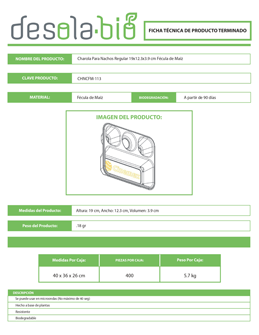 desola·bio
FICHA TÉCNICA DE PRODUCTO TERMINADO
NOMBRE DEL PRODUCTO: Charola Para Nachos Regular 19x12.3x3.9 cm Fécula de Maíz
CLAVE PRODUCTO: CHRCFM 113
MATERIAL: Fécula de Maíz BIODEGRADACIÓN: A partir de 90 días
IMAGEN DEL PRODUCTO:
Medidas del Producto: Altura: 19 cm, Ancho: 12.3 cm, Volumen: 3.9 cm
Peso del Producto: 18 gr
Medidas Por Caja: PIEZAS POR CAJA: Peso Por Caja:
40 x 36 x 26 cm 400 5.7 kg
DESCRIPCIÓN
Se puede usar en microondas (No máximo de 60 seg)
Hecho a base de plantas
Resistente
Biodegradable